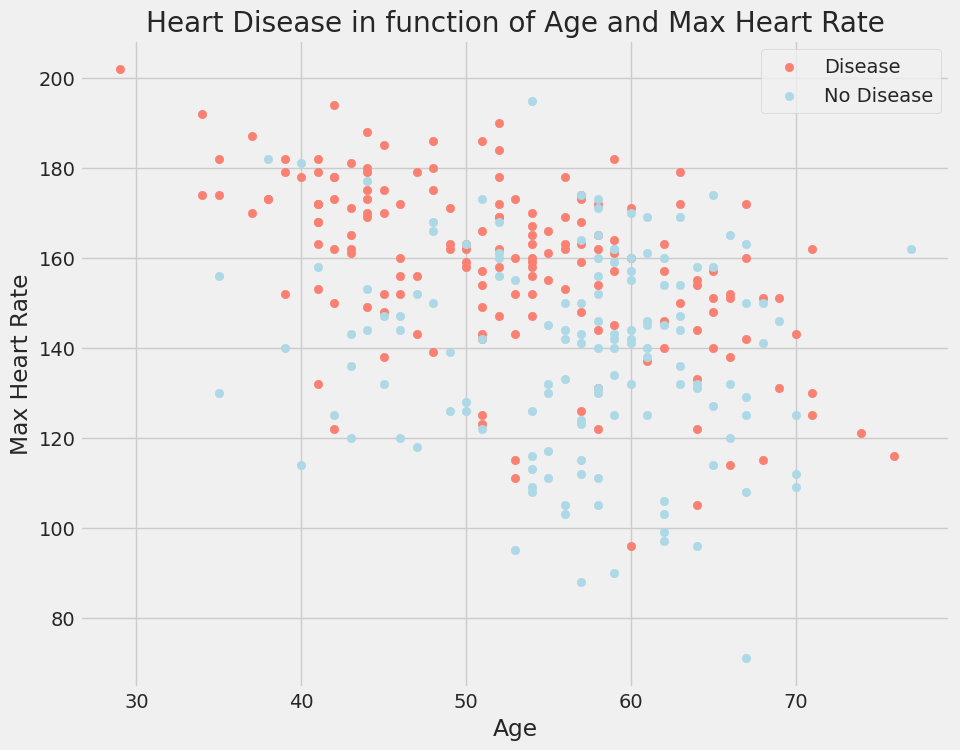 Heart Disease in function of Age and Max Heart Rate
Disease
No Disease
Max Heart Rate
200
180
160
140
120
100
80
30 40 50 60 70
Age